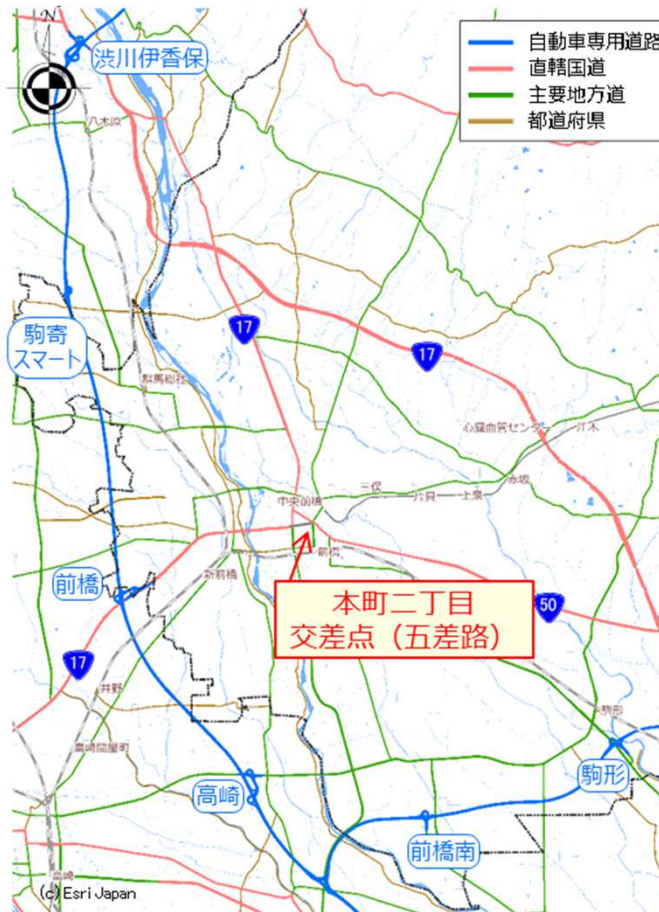 N
渋川伊香保
自動車専用道路
直轄国道
主要地方道
都道府県
八木原
駒寄
スマート
17
17
群馬総社
心臓血管センター
片木
赤坂
三俣
片貝
上泉
中央前橋
前橋
新前橋
本町二丁目
交差点（五差路）
50
前橋
17
井野
高崎問屋町
駒形
駒形
高崎
前橋南
高崎
(c) Esri Japan